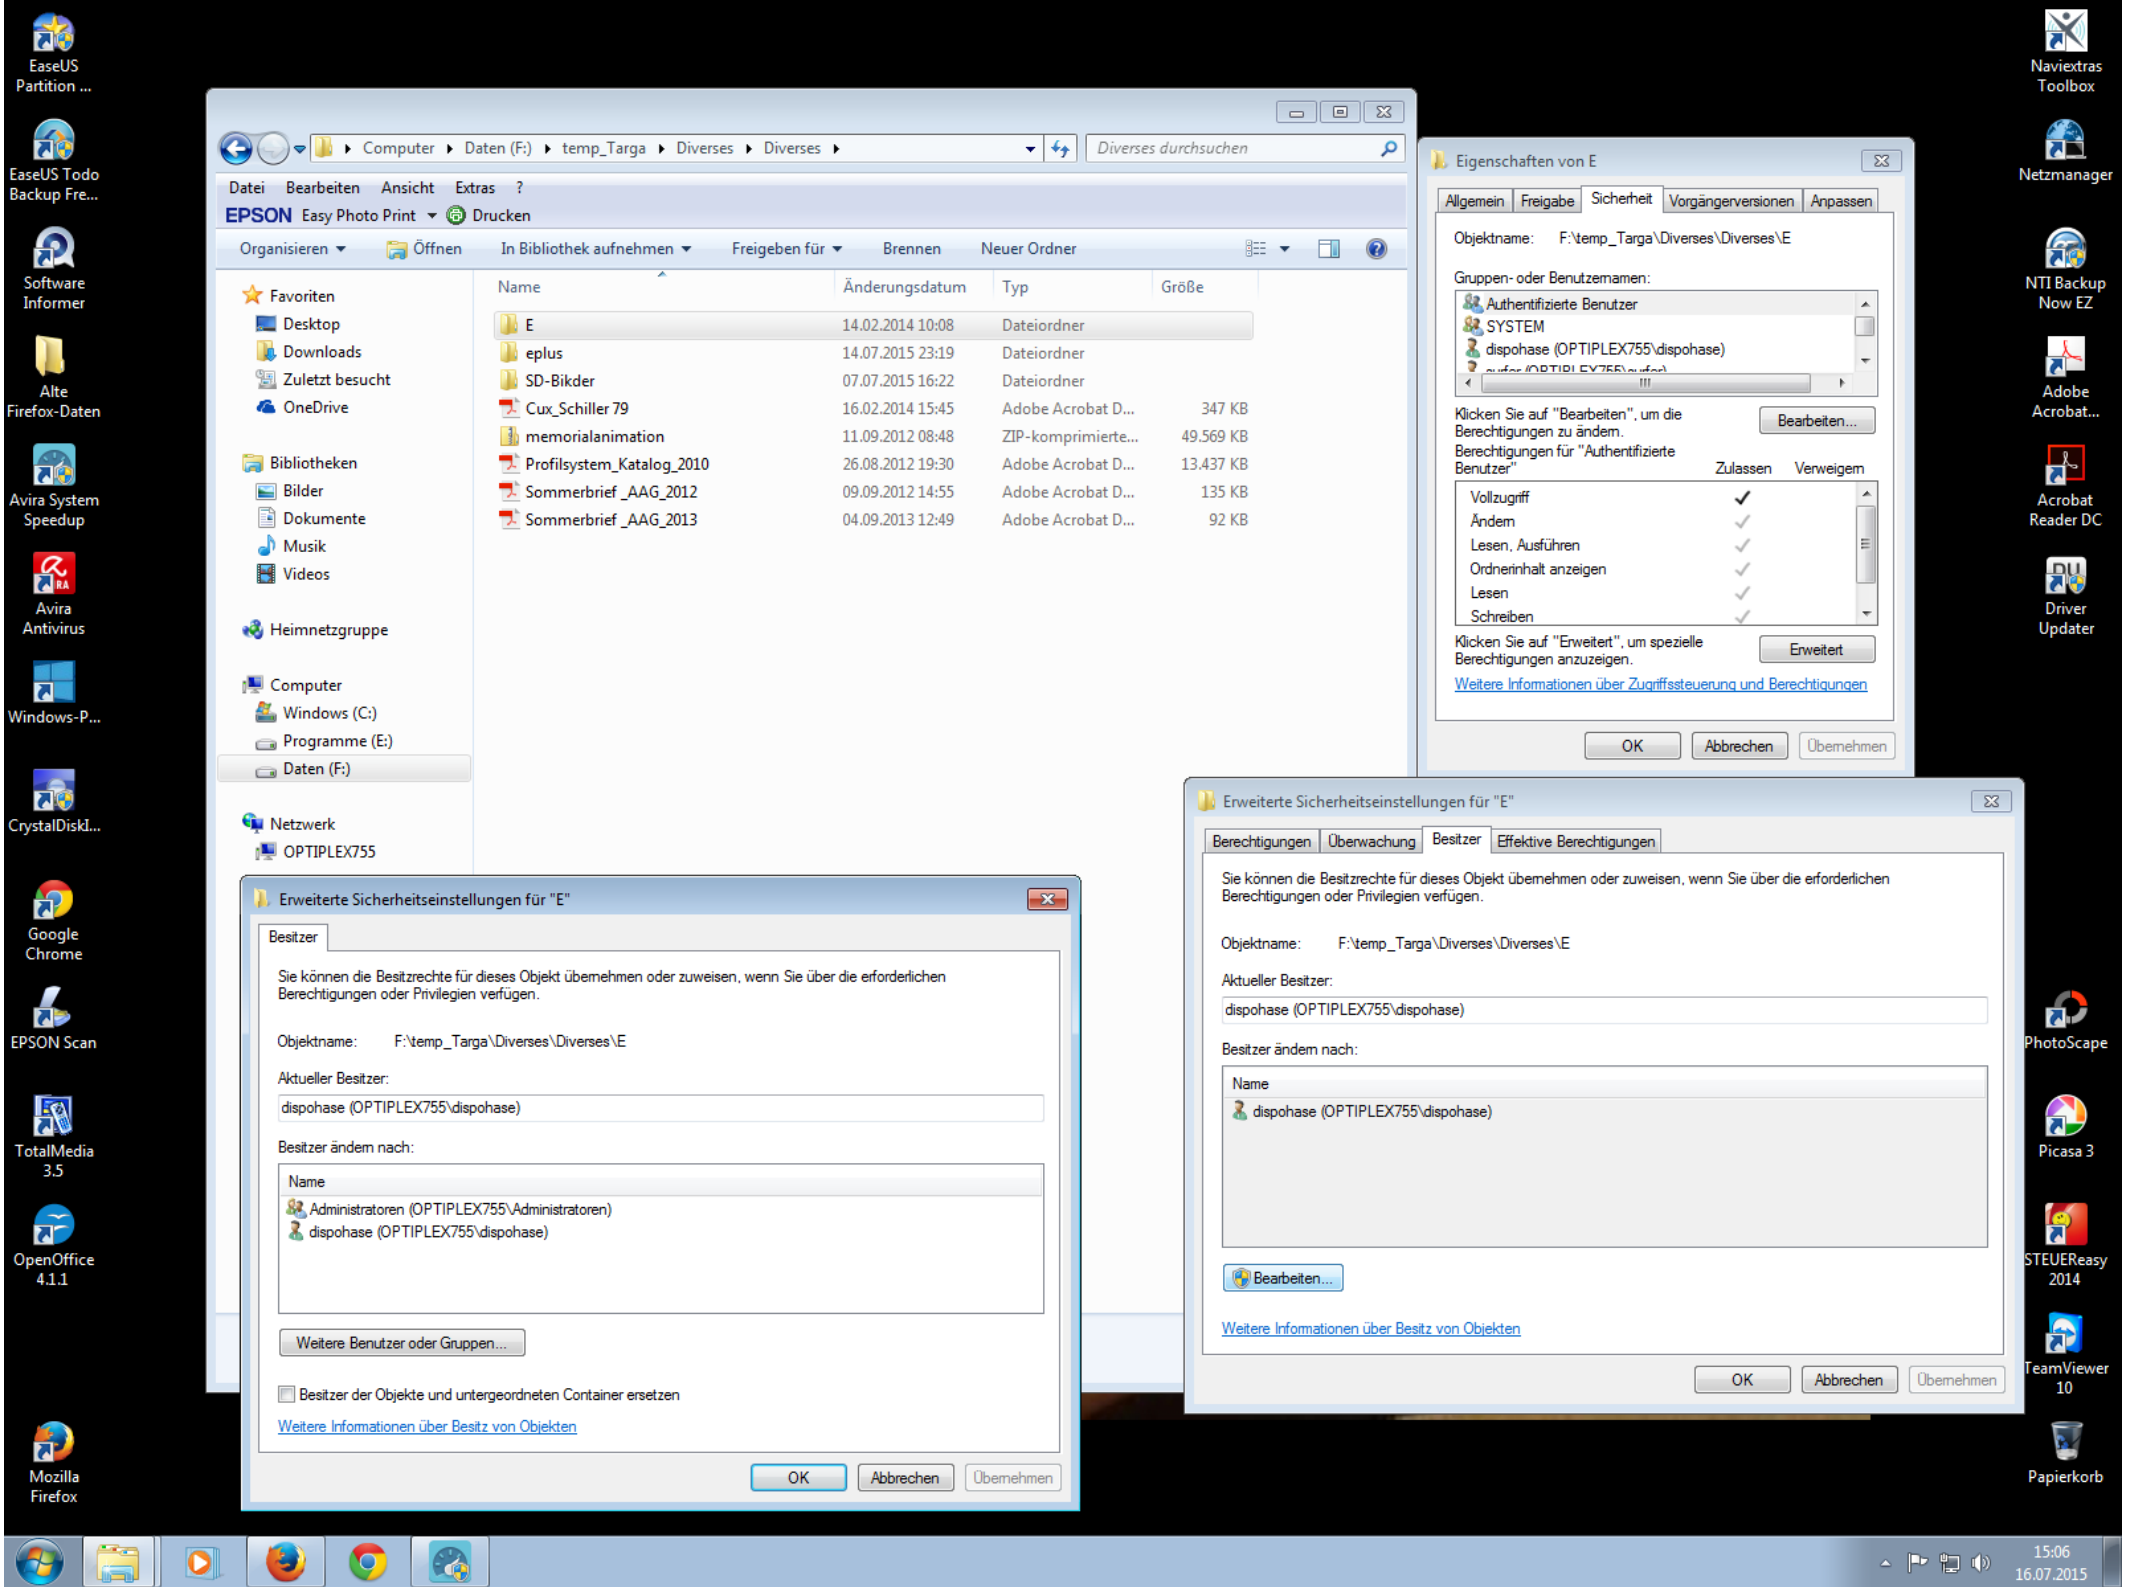 EaseUS
Partition ...
EaseUS Todo
Backup Fre...
Software
Informer
Alte
Firefox-Daten
Avira System
Speedup
RA
Avira
Antivirus
Windows-P...
CrystalDiskI...
Google
Chrome
EPSON Scan
TotalMedia
3.5
OpenOffice
4.1.1
Mozilla
Firefox
Computer Daten (F:) temp_Targa Diverses Diverses
Diverses durchsuchen
Datei Bearbeiten Ansicht Extras ?
EPSON Easy Photo Print Drucken
Organisieren Öffnen In Bibliothek aufnehmen Freigeben für Brennen Neuer Ordner
Favoriten
Desktop
Downloads
Zuletzt besucht
OneDrive
Bibliotheken
Bilder
Dokumente
Musik
Videos
Heimnetzgruppe
Computer
Windows (C:)
Programme (E:)
Daten (F:)
Netzwerk
OPTIPLEX755
Name Änderungsdatum Typ Größe
E 14.02.2014 10:08 Dateiordner
eplus 14.07.2015 23:19 Dateiordner
SD-Bikder 07.07.2015 16:22 Dateiordner
Cux_Schiller 79 16.02.2014 15:45 Adobe Acrobat D... 347 KB
memorialanimation 11.09.2012 08:48 ZIP-komprimierte... 49.569 KB
Profilsystem_Katalog_2010 26.08.2012 19:30 Adobe Acrobat D... 13.437 KB
Sommerbrief _AAG_2012 09.09.2012 14:55 Adobe Acrobat D... 135 KB
Sommerbrief _AAG_2013 04.09.2013 12:49 Adobe Acrobat D... 92 KB
Eigenschaften von E
Allgemein Freigabe Sicherheit Vorgängerversionen Anpassen
Objektname: F:\temp_Targa\Diverses\Diverses\E
Gruppen- oder Benutzernamen:
Authentifizierte Benutzer
SYSTEM
dispohase (OPTIPLEX755\dispohase)
surfer (OPTIPLEX755\surfer)
Klicken Sie auf "Bearbeiten", um die
Berechtigungen zu ändern.
Bearbeiten...
Berechtigungen für "Authentifizierte
Benutzer" Zulassen Verweigern
Vollzugriff
Ändern
Lesen, Ausführen
Ordnerinhalt anzeigen
Lesen
Schreiben
Klicken Sie auf "Erweitert", um spezielle
Berechtigungen anzuzeigen.
Erweitert
Weitere Informationen über Zugriffssteuerung und Berechtigungen
OK Abbrechen Übernehmen
Erweiterte Sicherheitseinstellungen für "E"
Berechtigungen Überwachung Besitzer Effektive Berechtigungen
Sie können die Besitzrechte für dieses Objekt übernehmen oder zuweisen, wenn Sie über die erforderlichen
Berechtigungen oder Privilegien verfügen.
Objektname: F:\temp_Targa\Diverses\Diverses\E
Aktueller Besitzer:
dispohase (OPTIPLEX755\dispohase)
Besitzer ändern nach:
Name
dispohase (OPTIPLEX755\dispohase)
Bearbeiten...
Weitere Informationen über Besitz von Objekten
OK Abbrechen Übernehmen
Erweiterte Sicherheitseinstellungen für "E"
Besitzer
Sie können die Besitzrechte für dieses Objekt übernehmen oder zuweisen, wenn Sie über die erforderlichen
Berechtigungen oder Privilegien verfügen.
Objektname: F:\temp_Targa\Diverses\Diverses\E
Aktueller Besitzer:
dispohase (OPTIPLEX755\dispohase)
Besitzer ändern nach:
Name
Administratoren (OPTIPLEX755\Administratoren)
dispohase (OPTIPLEX755\dispohase)
Weitere Benutzer oder Gruppen...
Besitzer der Objekte und untergeordneten Container ersetzen
Weitere Informationen über Besitz von Objekten
OK Abbrechen Übernehmen
Naviextras
Toolbox
Netzmanager
NTI Backup
Now EZ
Adobe
Acrobat...
Acrobat
Reader DC
DU
Driver
Updater
PhotoScape
Picasa 3
STEUEReasy
2014
TeamViewer
10
Papierkorb
15:06
16.07.2015